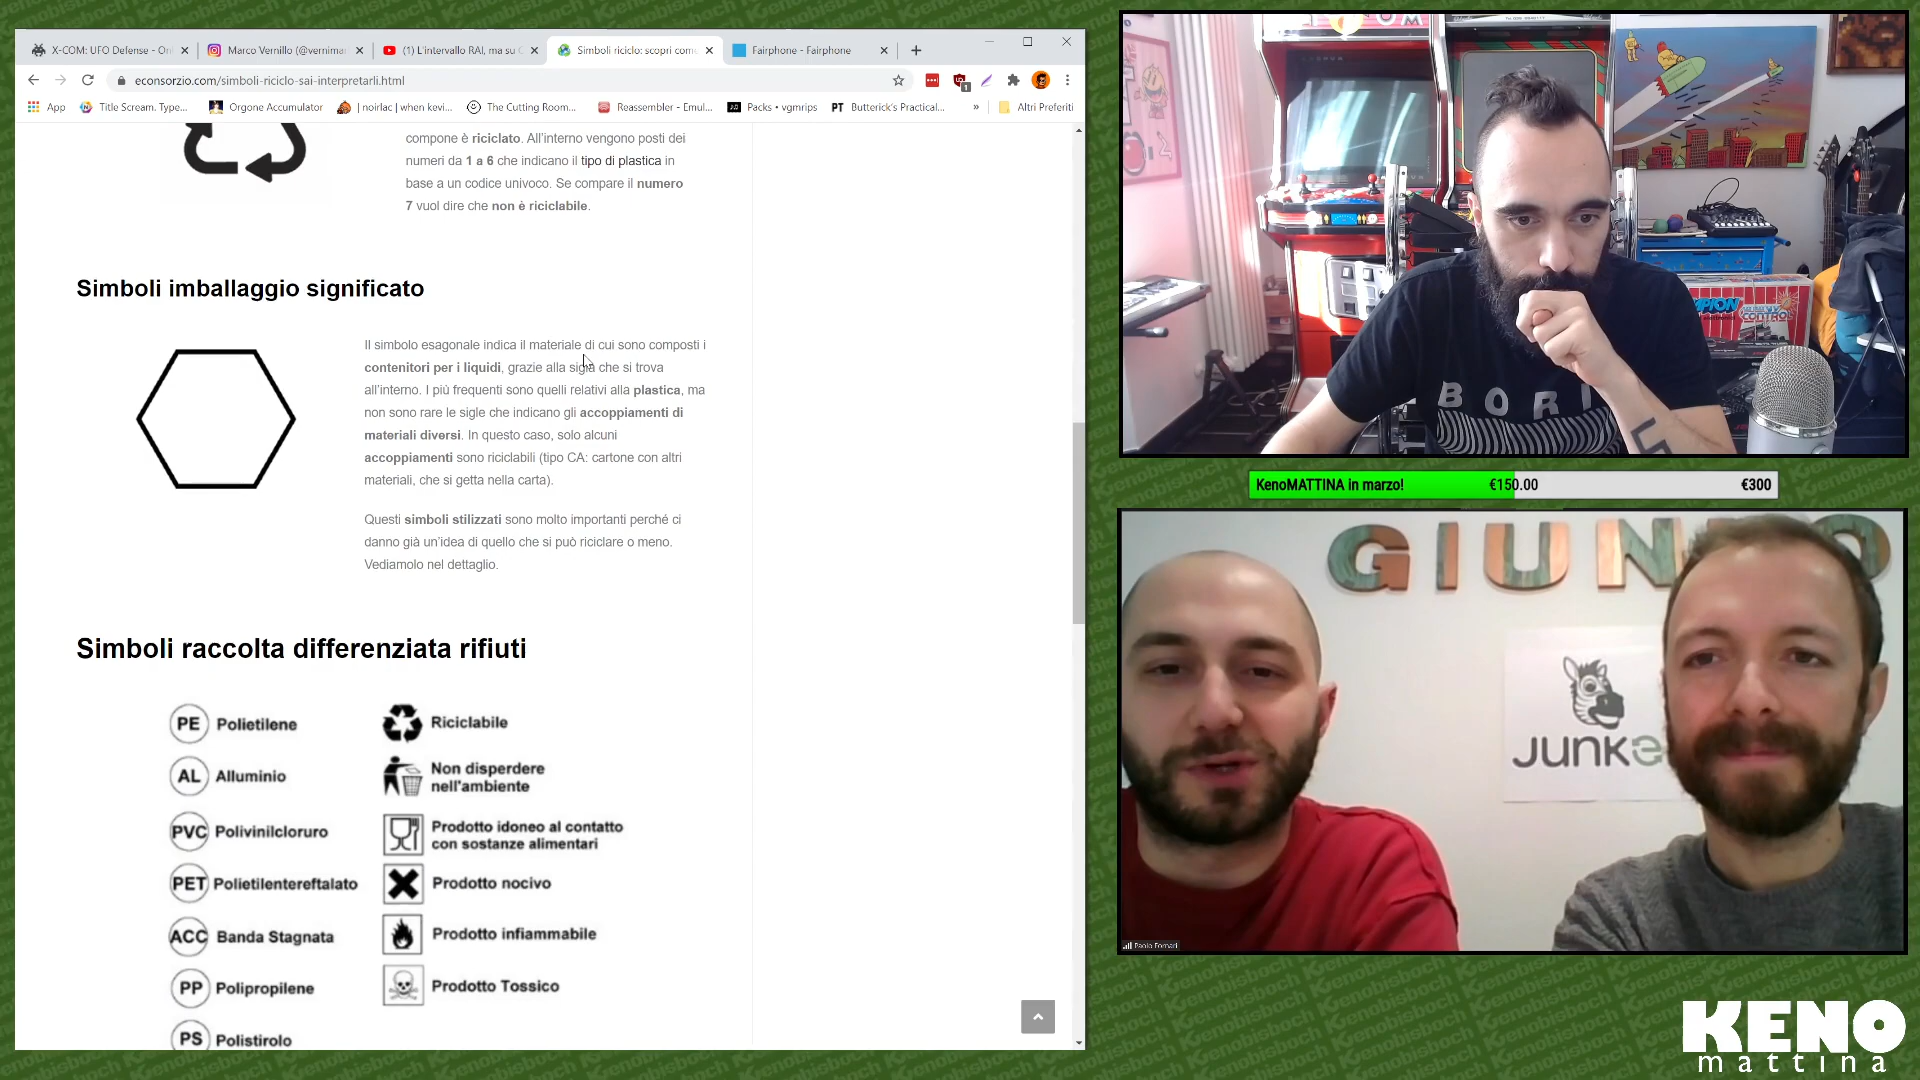 X-COM: UFO Defense - Onl
Marco Vernillo (@vernima
(1) L'intervallo RAI, ma su
Simboli riciclo: scopri com
Fairphone - Fairphone
econsorzio.com/simboli-riciclo-sai-interpretarli.html
App
Title Scream. Type...
Orgone Accumulator
| noirlac | when kevi...
The Cutting Room...
Reassembler - Emul...
Packs • vgmrips
PT Butterick's Practical...
»
Altri Preferiti
compone è riciclato. All'interno vengono posti dei
numeri da 1 a 6 che indicano il tipo di plastica in
base a un codice univoco. Se compare il numero
7 vuol dire che non è riciclabile.
Simboli imballaggio significato
Il simbolo esagonale indica il materiale di cui sono composti i
contenitori per i liquidi, grazie alla sigla che si trova
all'interno. I più frequenti sono quelli relativi alla plastica, ma
non sono rare le sigle che indicano gli accoppiamenti di
materiali diversi. In questo caso, solo alcuni
accoppiamenti sono riciclabili (tipo CA: cartone con altri
materiali, che si getta nella carta).
Questi simboli stilizzati sono molto importanti perché ci
danno già un'idea di quello che si può riciclare o meno.
Vediamolo nel dettaglio.
Simboli raccolta differenziata rifiuti
PE Polietilene
AL Alluminio
PVC Polivinilcloruro
PET Polietilentereftalato
ACC Banda Stagnata
PP Polipropilene
PS Polistirolo
Riciclabile
Non disperdere
nell'ambiente
Prodotto idoneo al contatto
con sostanze alimentari
Prodotto nocivo
Prodotto infiammabile
Prodotto Tossico
BORI
KenoMATTINA in marzo! €150.00 €300
GIUN O
JUNKe
Paolo Fornari
KENO
mattina